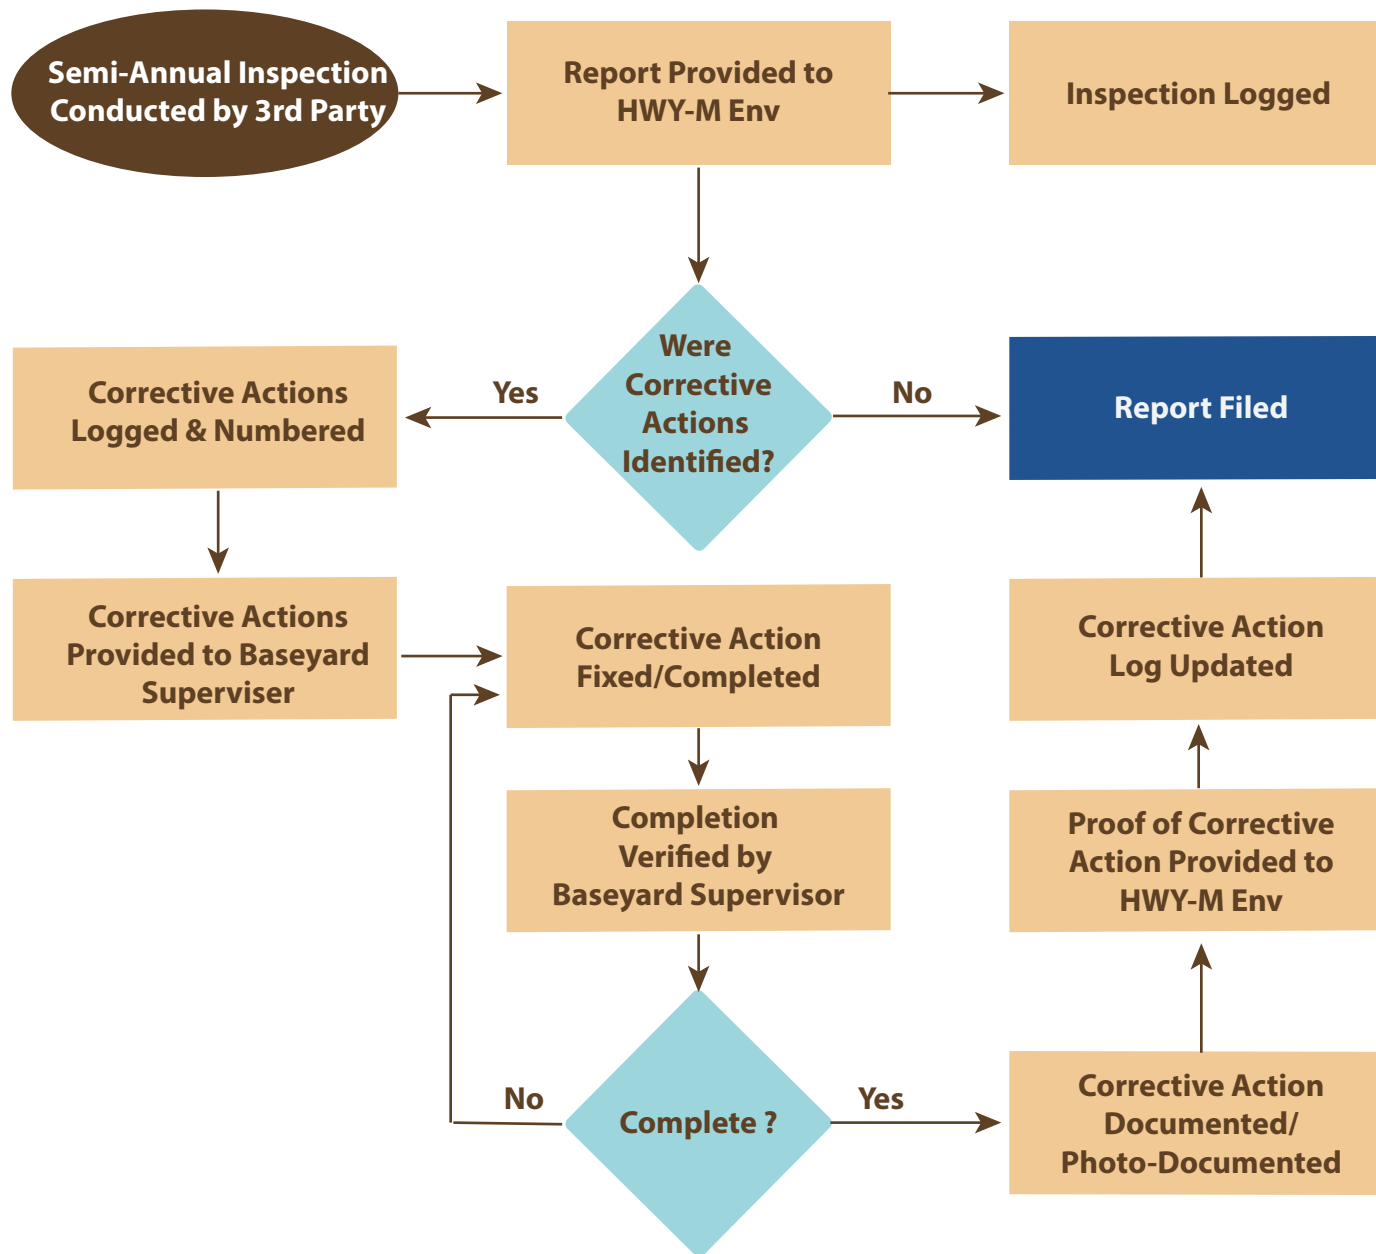 Semi-Annual Inspection
Conducted by 3rd Party
Report Provided to
HWY-M Env
Inspection Logged
Were
Corrective
Actions
Identified?
Yes
No
Corrective Actions
Logged & Numbered
Report Filed
Corrective Actions
Provided to Baseyard
Superviser
Corrective Action
Fixed/Completed
Corrective Action
Log Updated
Completion
Verified by
Baseyard Supervisor
Proof of Corrective
Action Provided to
HWY-M Env
No
Complete ?
Yes
Corrective Action
Documented/
Photo-Documented